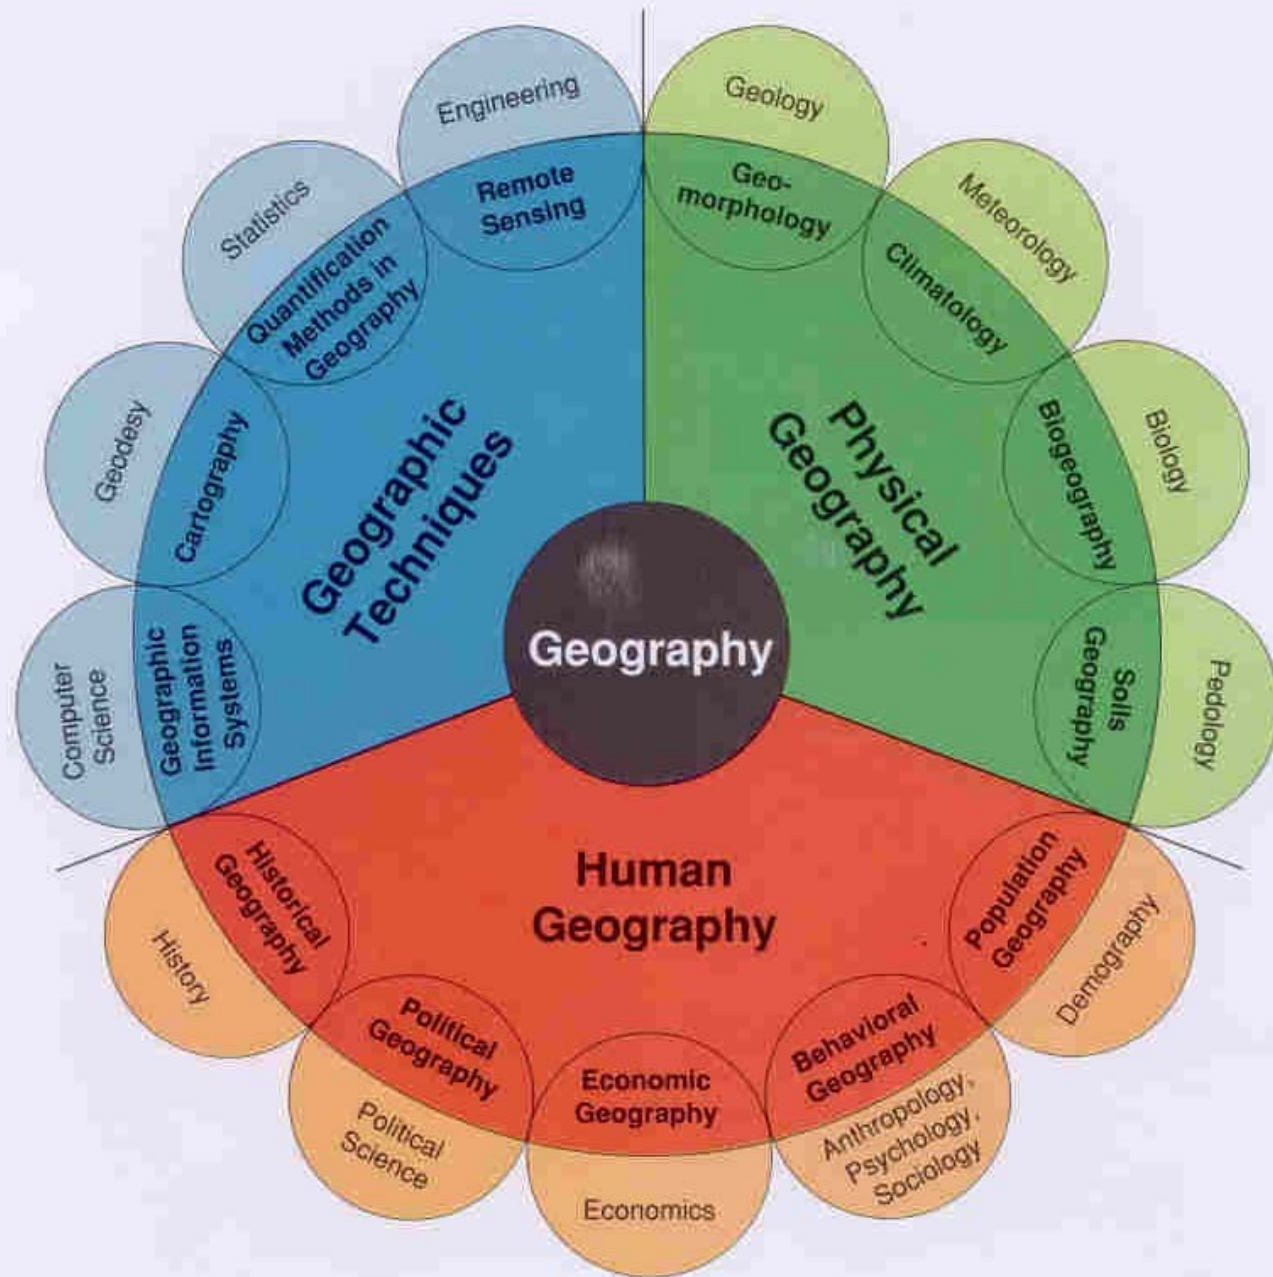 Engineering
Remote
Sensing
Statistics
Quantification
Methods in
Geography
Geodesy
Cartography
Computer
Science
Geographic
Information
Systems
Geographic
Techniques
Geology
Geo-
morphology
Meteorology
Climatology
Biology
Biogeography
Pedology
Soils
Geography
Physical
Geography
Geography
Human
Geography
History
Historical
Geography
Political
Geography
Political
Science
Economic
Geography
Economics
Behavioral
Geography
Anthropology,
Psychology,
Sociology
Population
Geography
Demography